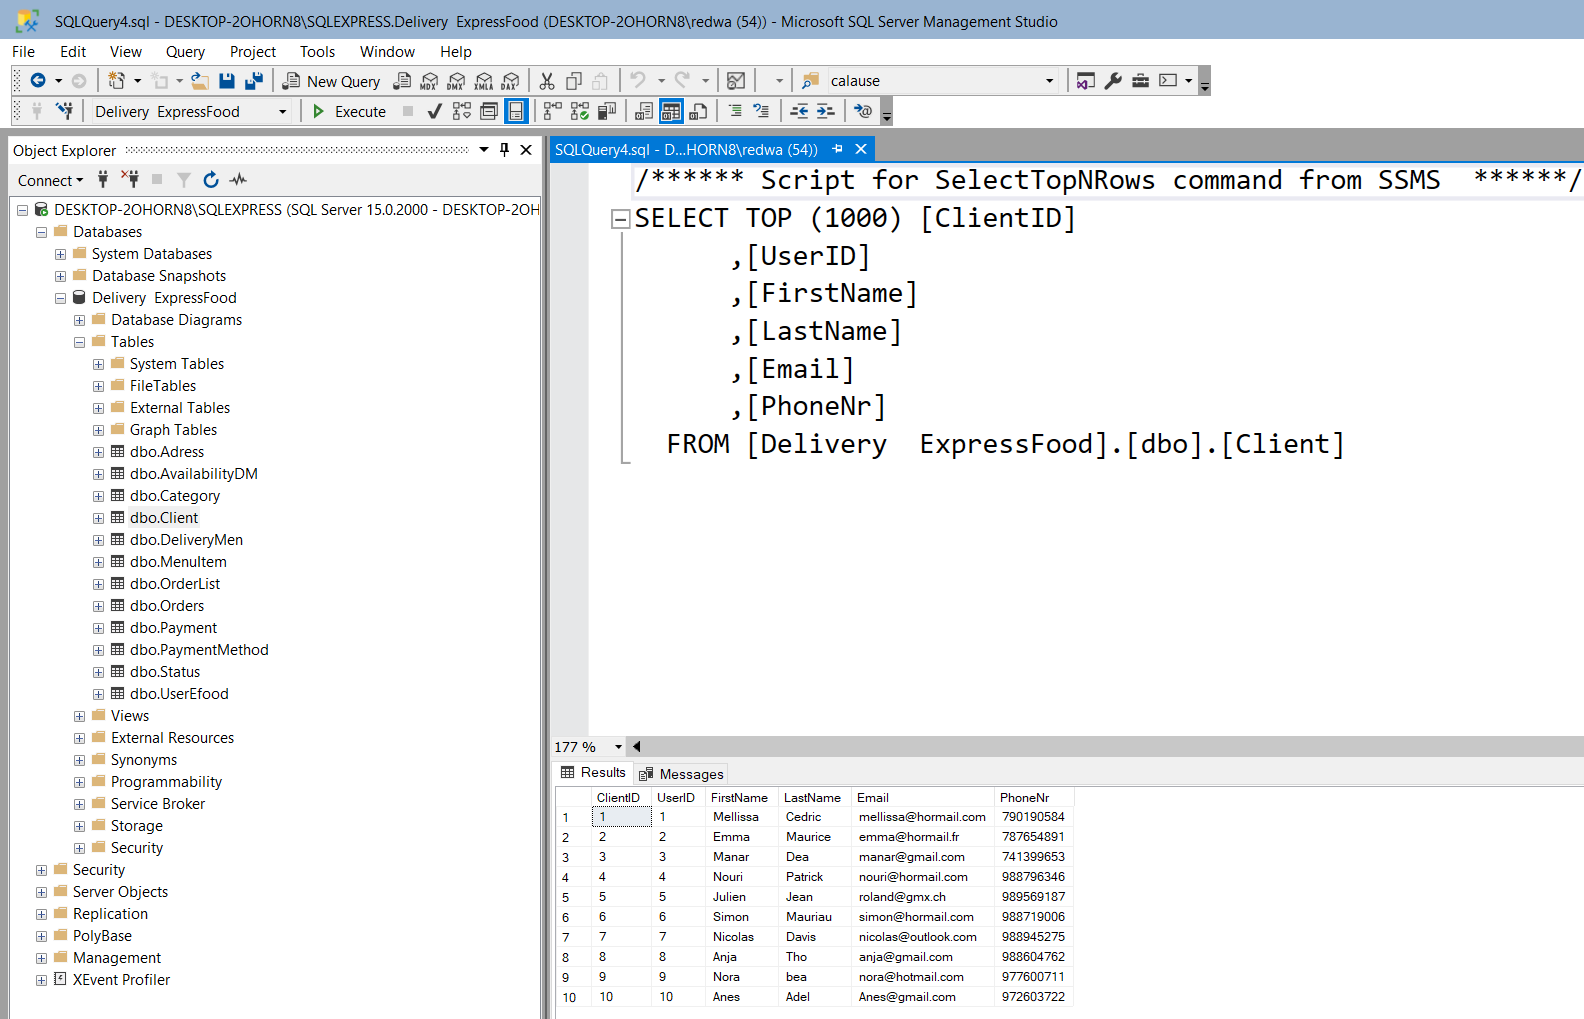 SQLQuery4.sql - DESKTOP-2OHORN8\SQLEXPRESS.Delivery  ExpressFood (DESKTOP-2OHORN8\redwa (54)) - Microsoft SQL Server Management Studio
File Edit View Query Project Tools Window Help
New Query MDX DMX XMLA DAX calause
Delivery  ExpressFood Execute
Object Explorer
Connect
DESKTOP-2OHORN8\SQLEXPRESS (SQL Server 15.0.2000 - DESKTOP-2OH
Databases
System Databases
Database Snapshots
Delivery  ExpressFood
Database Diagrams
Tables
System Tables
FileTables
External Tables
Graph Tables
dbo.Adress
dbo.AvailabilityDM
dbo.Category
dbo.Client
dbo.DeliveryMen
dbo.MenuItem
dbo.OrderList
dbo.Orders
dbo.Payment
dbo.PaymentMethod
dbo.Status
dbo.UserEfood
Views
External Resources
Synonyms
Programmability
Service Broker
Storage
Security
Security
Server Objects
Replication
PolyBase
Management
XEvent Profiler
SQLQuery4.sql - D...HORN8\redwa (54))
/****** Script for SelectTopNRows command from SSMS  ******/
SELECT TOP (1000) [ClientID]
,[UserID]
,[FirstName]
,[LastName]
,[Email]
,[PhoneNr]
FROM [Delivery  ExpressFood].[dbo].[Client]
177 %
Results Messages
ClientID UserID FirstName LastName Email PhoneNr
1 1 1 Mellissa Cedric mellissa@hormail.com 790190584
2 2 2 Emma Maurice emma@hormail.fr 787654891
3 3 3 Manar Dea manar@gmail.com 741399653
4 4 4 Nouri Patrick nouri@hormail.com 988796346
5 5 5 Julien Jean roland@gmx.ch 989569187
6 6 6 Simon Mauriau simon@hormail.com 988719006
7 7 7 Nicolas Davis nicolas@outlook.com 988945275
8 8 8 Anja Tho anja@gmail.com 988604762
9 9 9 Nora bea nora@hotmail.com 977600711
10 10 10 Anes Adel Anes@gmail.com 972603722